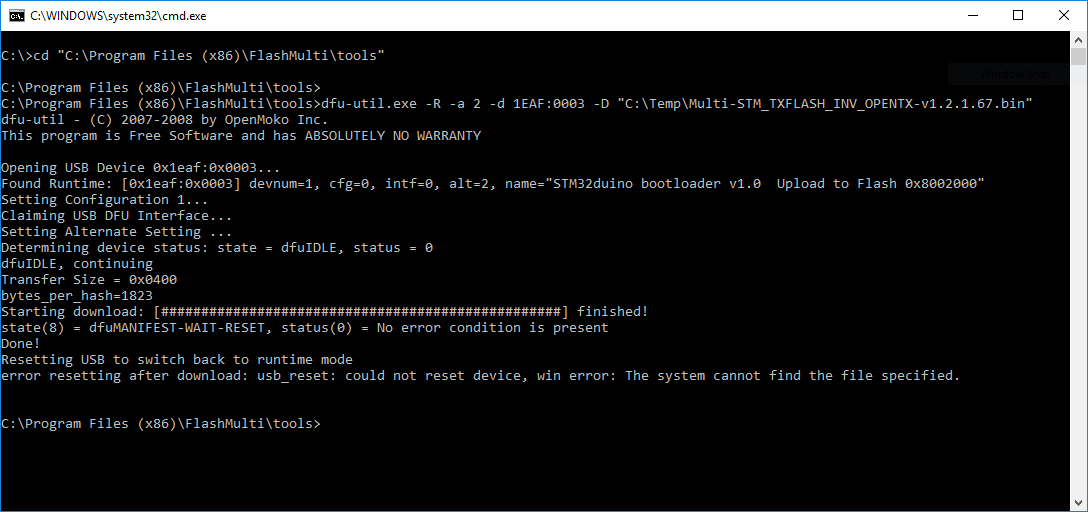 C:\WINDOWS\system32\cmd.exe
C:\>cd "C:\Program Files (x86)\FlashMulti\tools"
C:\Program Files (x86)\FlashMulti\tools>
C:\Program Files (x86)\FlashMulti\tools>dfu-util.exe -R -a 2 -d 1EAF:0003 -D "C:\Temp\Multi-STM_TXFLASH_INV_OPENTX-v1.2.1.67.bin"
dfu-util - (C) 2007-2008 by OpenMoko Inc.
This program is Free Software and has ABSOLUTELY NO WARRANTY
Opening USB Device 0x1eaf:0x0003...
Found Runtime: [0x1eaf:0x0003] devnum=1, cfg=0, intf=0, alt=2, name="STM32duino bootloader v1.0  Upload to Flash 0x8002000"
Setting Configuration 1...
Claiming USB DFU Interface...
Setting Alternate Setting ...
Determining device status: state = dfuIDLE, status = 0
dfuIDLE, continuing
Transfer Size = 0x0400
bytes_per_hash=1823
Starting download: [##################################################] finished!
state(8) = dfuMANIFEST-WAIT-RESET, status(0) = No error condition is present
Done!
Resetting USB to switch back to runtime mode
error resetting after download: usb_reset: could not reset device, win error: The system cannot find the file specified.
C:\Program Files (x86)\FlashMulti\tools>
Window Snip